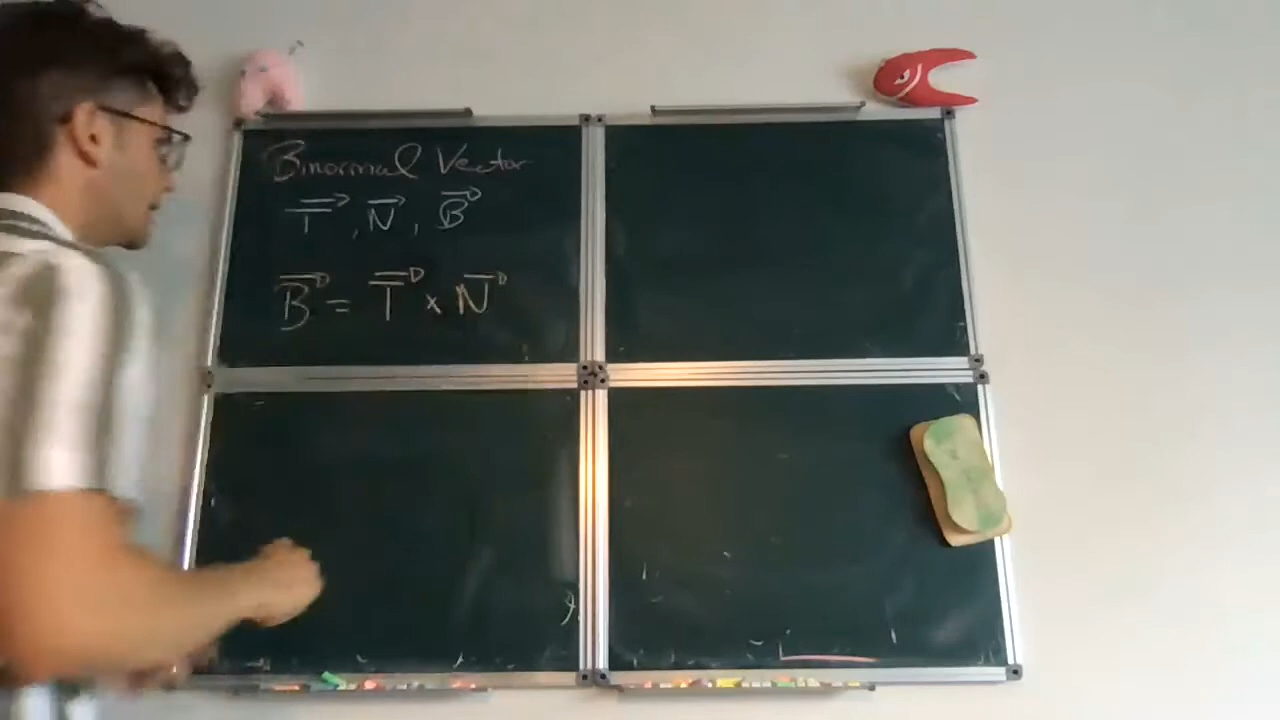 Binormal Vector
T, N, B
B = T × N